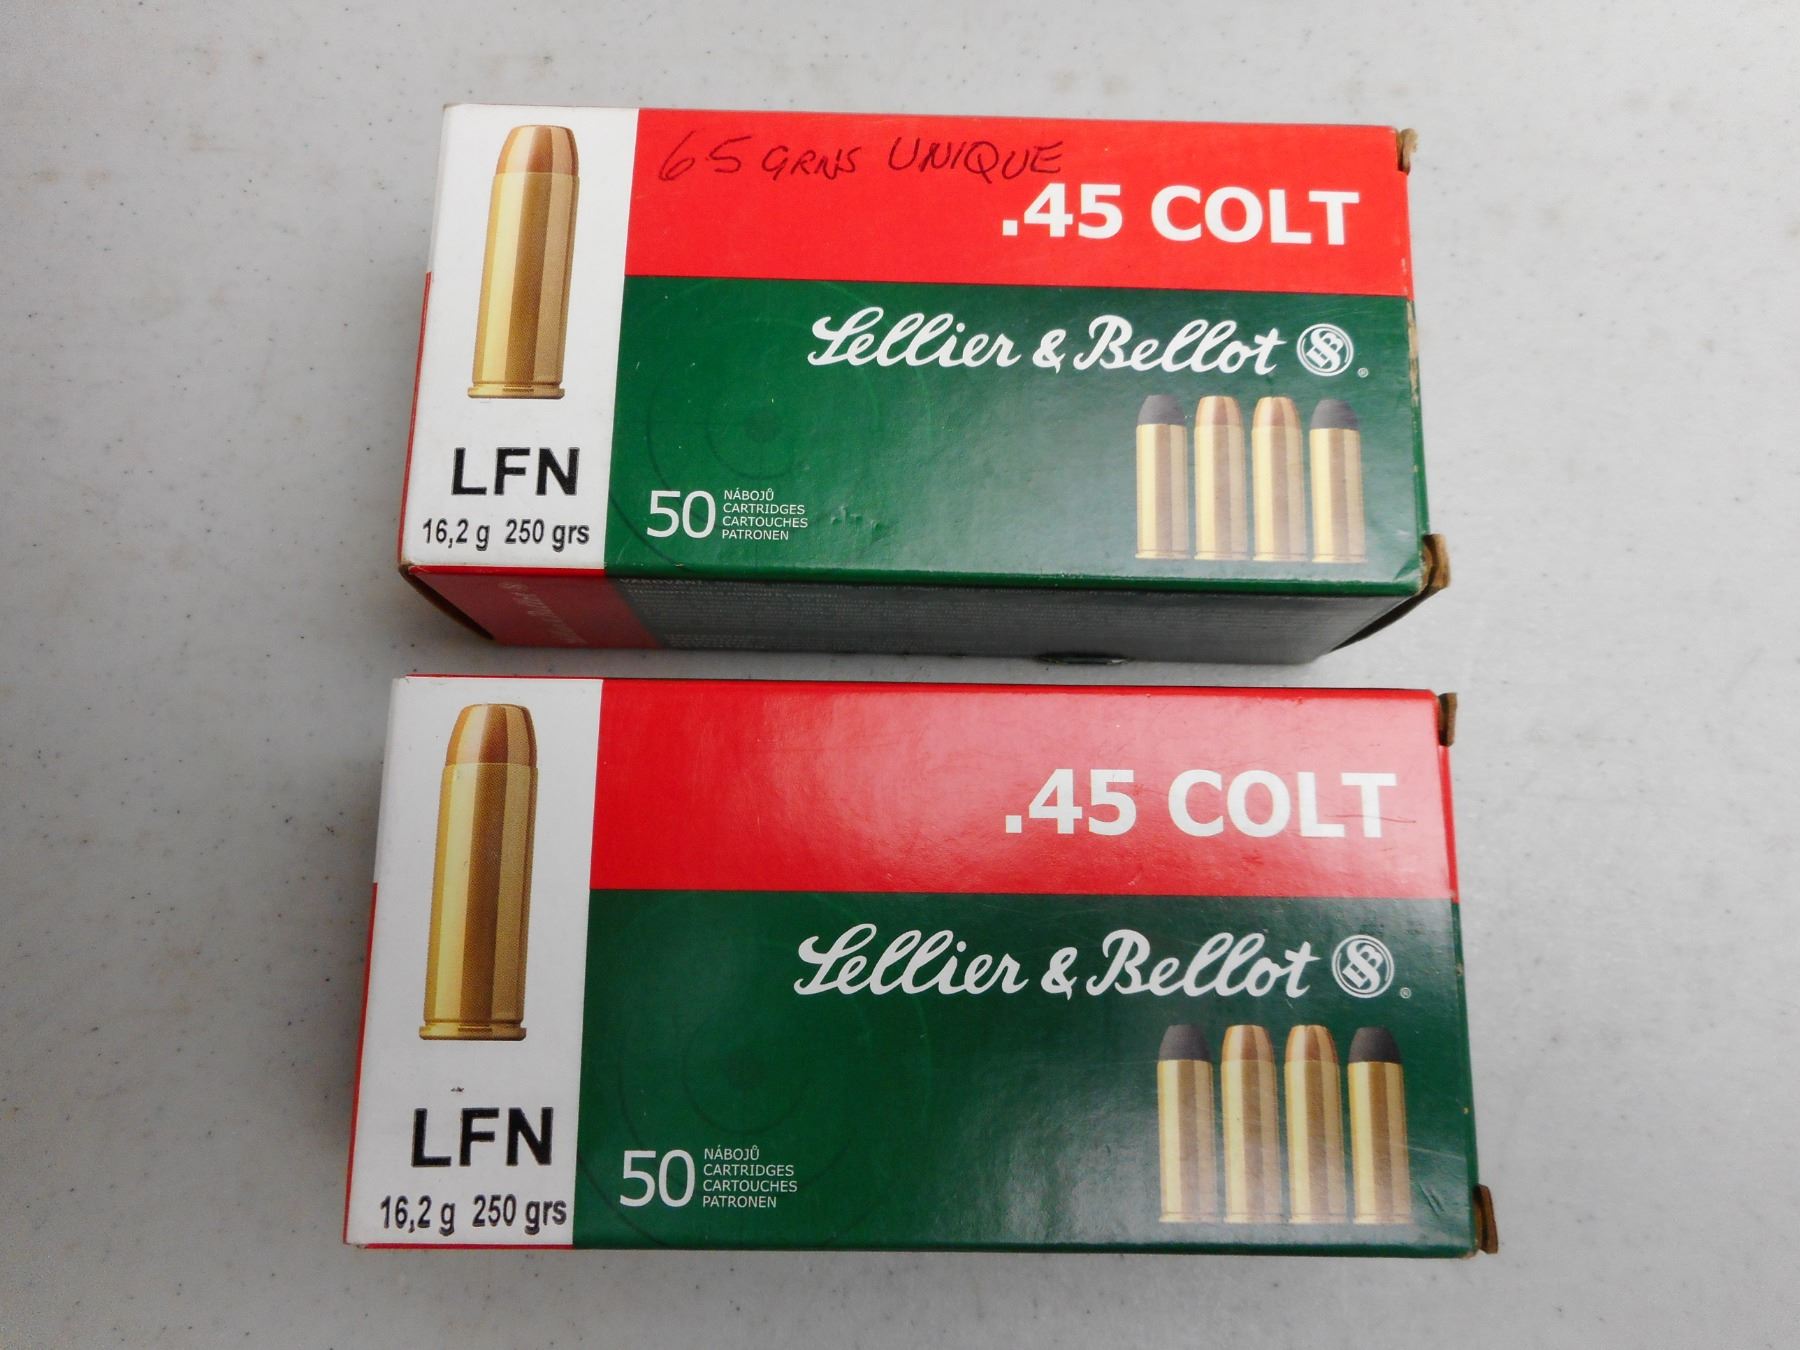 65 GRNS UNIQUE
.45 COLT
Sellier & Bellot
LFN
16,2 g 250 grs
50
NÁBOJŮ
CARTRIDGES
CARTOUCHES
PATRONEN
VAROVÁNÍ:
.45 COLT
Sellier & Bellot
LFN
16,2 g 250 grs
50
NÁBOJŮ
CARTRIDGES
CARTOUCHES
PATRONEN